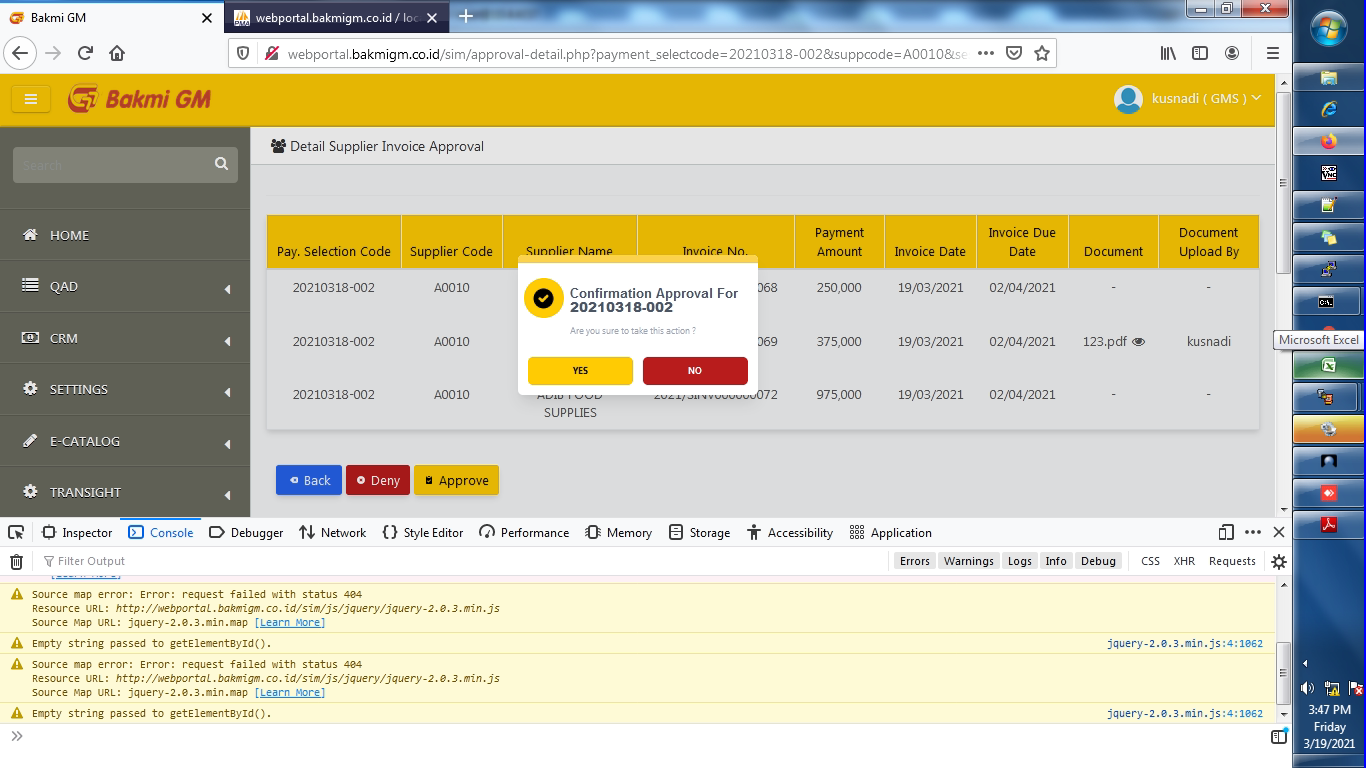 Bakmi GM
webportal.bakmigm.co.id / loc
webportal.bakmigm.co.id/sim/approval-detail.php?payment_selectcode=20210318-002&suppcode=A0010&se
Bakmi GM
kusnadi ( GMS )
Search
Detail Supplier Invoice Approval
HOME
QAD
CRM
SETTINGS
E-CATALOG
TRANSIGHT
Pay. Selection Code Supplier Code Supplier Name Invoice No. Payment Amount Invoice Date Invoice Due Date Document Document Upload By
20210318-002 A0010 068 250,000 19/03/2021 02/04/2021 - -
20210318-002 A0010 069 375,000 19/03/2021 02/04/2021 123.pdf kusnadi
20210318-002 A0010 ADIB FOOD SUPPLIES 2021/SINV000000072 975,000 19/03/2021 02/04/2021 - -
Confirmation Approval For
20210318-002
Are you sure to take this action ?
YES NO
Back Deny Approve
Microsoft Excel
Inspector Console Debugger Network Style Editor Performance Memory Storage Accessibility Application
Filter Output
Errors Warnings Logs Info Debug CSS XHR Requests
[Learn More]
Source map error: Error: request failed with status 404
Resource URL: http://webportal.bakmigm.co.id/sim/js/jquery/jquery-2.0.3.min.js
Source Map URL: jquery-2.0.3.min.map [Learn More]
Empty string passed to getElementById(). jquery-2.0.3.min.js:4:1062
Source map error: Error: request failed with status 404
Resource URL: http://webportal.bakmigm.co.id/sim/js/jquery/jquery-2.0.3.min.js
Source Map URL: jquery-2.0.3.min.map [Learn More]
Empty string passed to getElementById(). jquery-2.0.3.min.js:4:1062
3:47 PM
Friday
3/19/2021